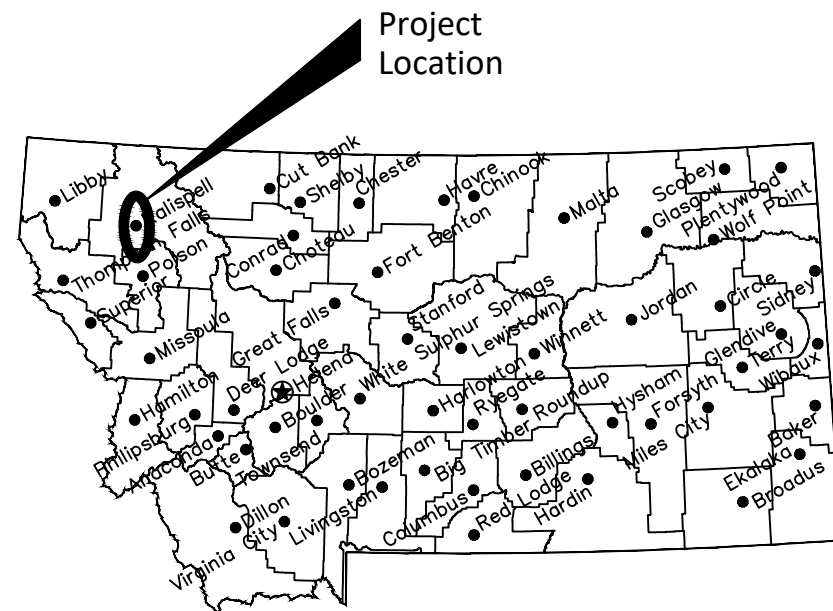 Project
Location
Libby
Cut Bank
Shelby
Chester
Havre
Chinook
Malta
Scobey
Glasgow
Plentywood
Wolf Point
alispell
Falls
Thomp
Polson
Superior
Conrad
Choteau
Fort Benton
Missoula
Great Falls
Stanford
Lewistown
Winnett
Jordan
Circle
Sidney
Glendive
Terry
Wibaux
Deer Lodge
Helena
White Sulphur Springs
Hamilton
Philipsburg
Anaconda
Butte
Boulder
Townsend
Harlowton
Ryegate
Roundup
Hysham
Forsyth
Miles City
Baker
Ekalaka
Broadus
Bozeman
Livingston
Big Timber
Columbus
Billings
Red Lodge
Hardin
Dillon
Virginia City